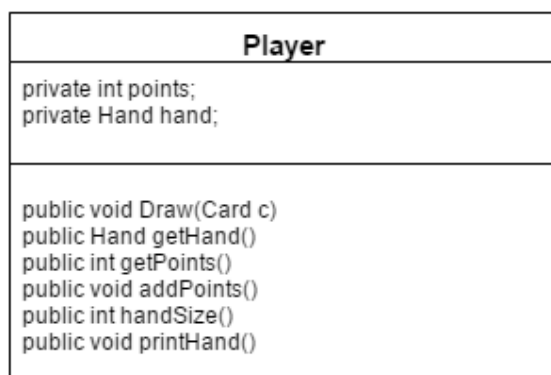 Player
private int points;
private Hand hand;
public void Draw(Card c)
public Hand getHand()
public int getPoints()
public void addPoints()
public int handSize()
public void printHand()